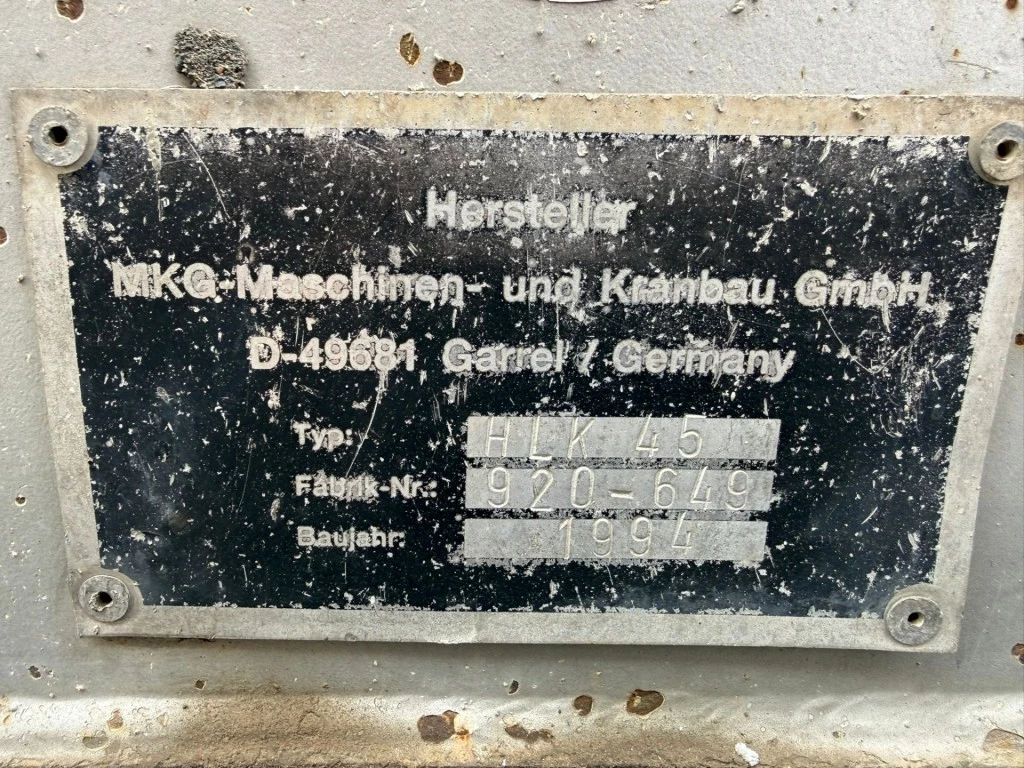 Hersteller
MKG-Maschinen- und Kranbau GmbH
D-49681 Garrel / Germany
Typ: HLK 45
Fabrik-Nr.: 920-649
Baujahr: 1994